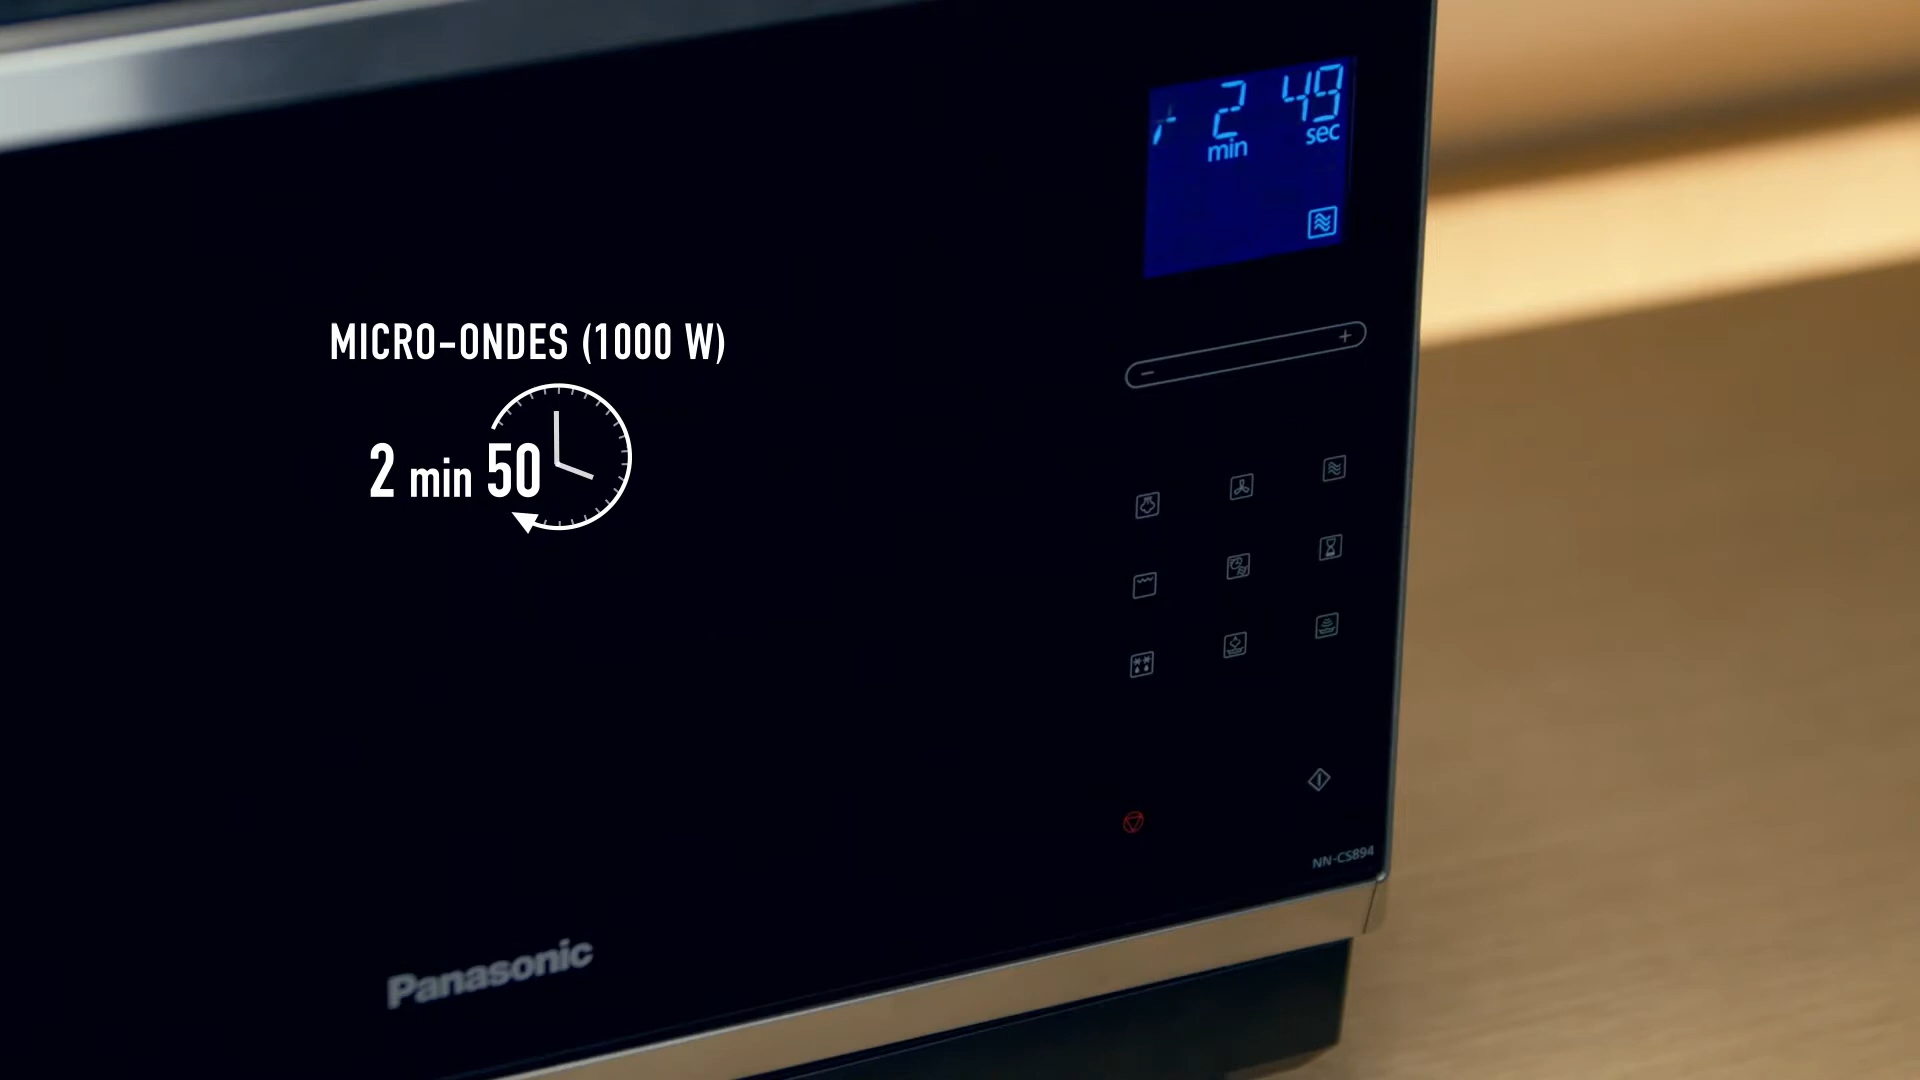 2 49
min sec
MICRO-ONDES (1000 W)
2 min 50
- +
NN-CS894
Panasonic